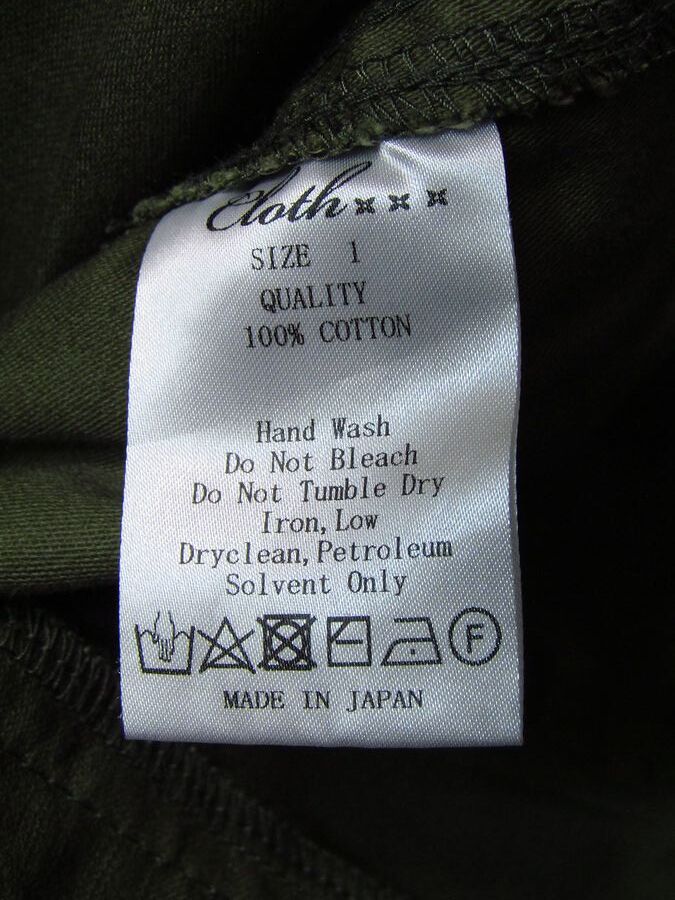 Cloth×××
SIZE 1
QUALITY
100% COTTON
Hand Wash
Do Not Bleach
Do Not Tumble Dry
Iron,Low
Dryclean,Petroleum
Solvent Only
F
MADE IN JAPAN